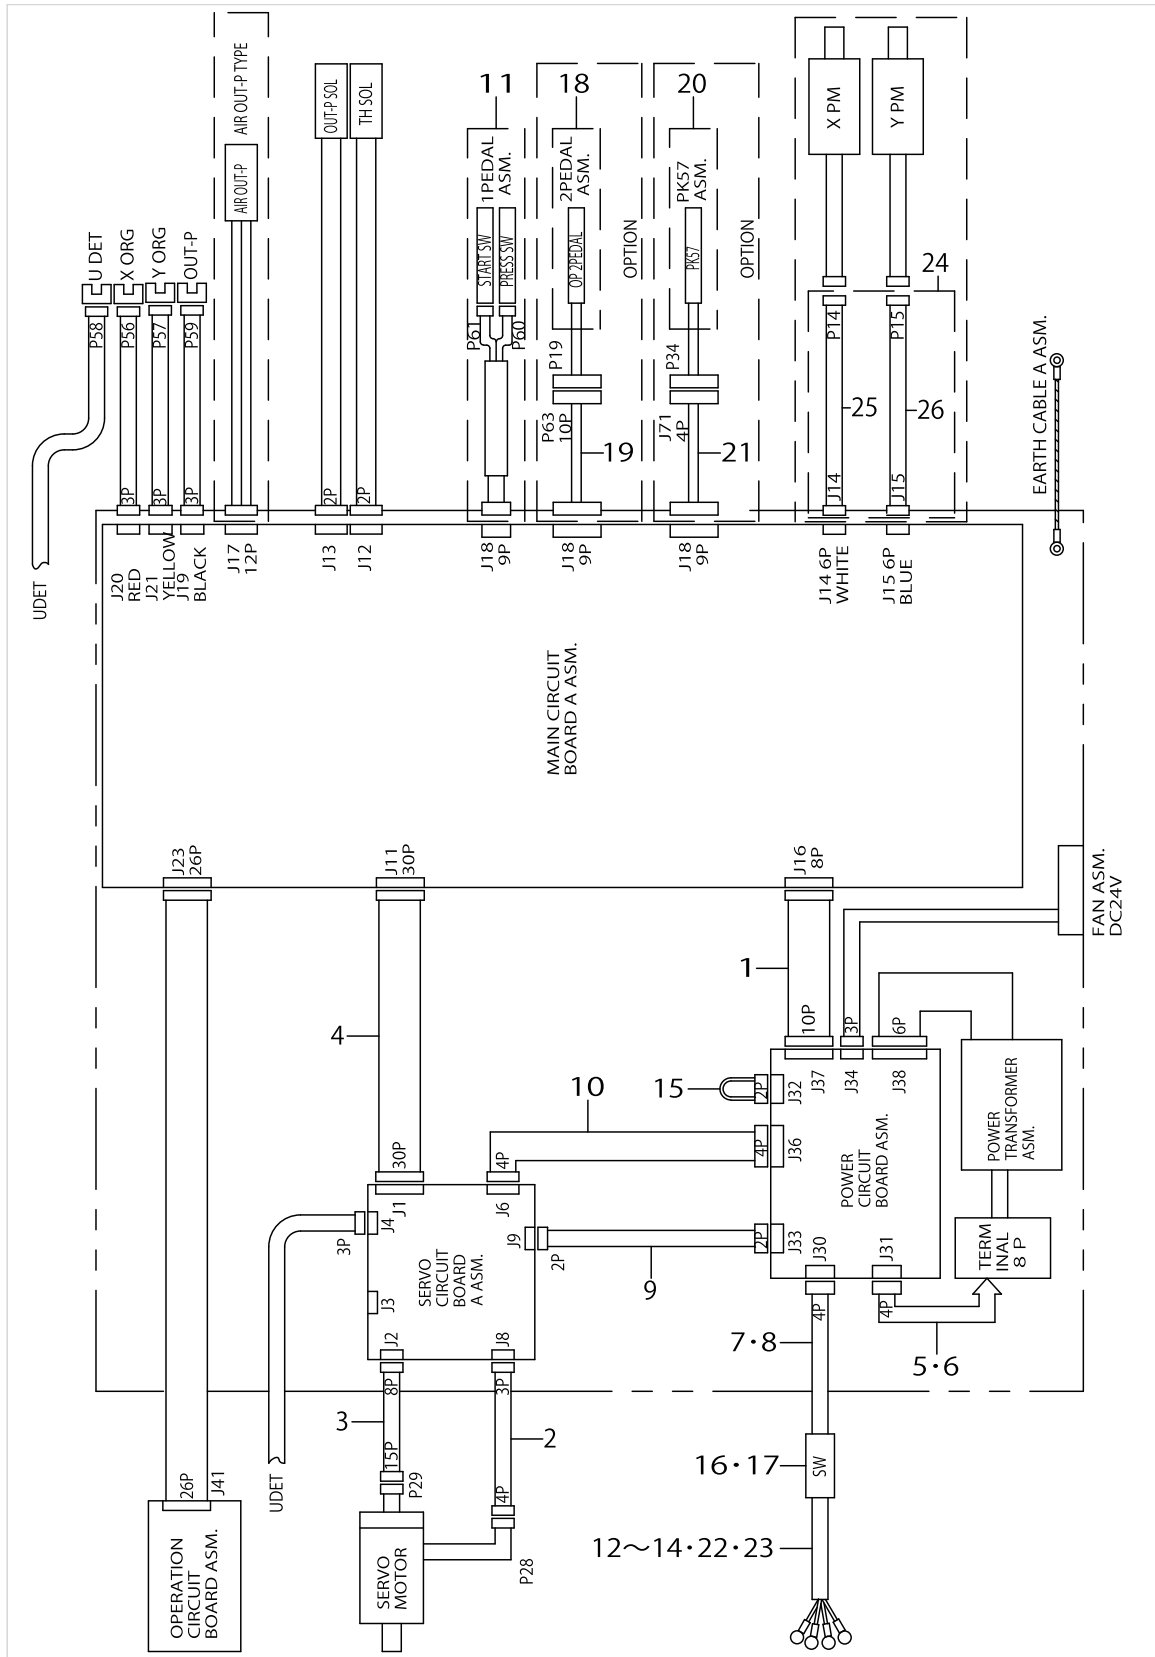 U DET
X ORG
Y ORG
OUT-P
P58
P56
P57
P59
AIR OUT-P TYPE
AIR OUT-P
OUT-P SOL
TH SOL
11
1PEDAL
ASM.
START SW
PRESS SW
P61
P60
18
2PEDAL
ASM.
OP 2PEDAL
OPTION
P19
P63
10P
19
20
PK57
ASM.
PK57
OPTION
P34
J71
4P
21
X PM
Y PM
24
P14
P15
25
26
J14
J15
EARTH CABLE A ASM.
UDET
3P
3P
3P
2P
2P
J20
RED
J21
YELLOW
J19
BLACK
J17
12P
J13
J12
J18
9P
J18
9P
J18
9P
J14 6P
WHITE
J15 6P
BLUE
MAIN CIRCUIT
BOARD A ASM.
J23
26P
J11
30P
J16
8P
FAN ASM.
DC24V
1
4
10P
3P
6P
10
15
2P
J32
J37
J34
J38
4P
J36
POWER
CIRCUIT
BOARD ASM.
POWER
TRANSFORMER
ASM.
30P
4P
J1
J6
3P
J4
J9
2P
9
2P
J33
J30
J31
TERM
INAL
8 P
SERVO
CIRCUIT
BOARD
A ASM.
J3
J2
J8
8P
3P
4P
4P
7・8
5・6
3
2
15P
P29
4P
P28
UDET
16・17
SW
26P
J41
OPERATION
CIRCUIT
BOARD ASM.
SERVO
MOTOR
12～14・22・23